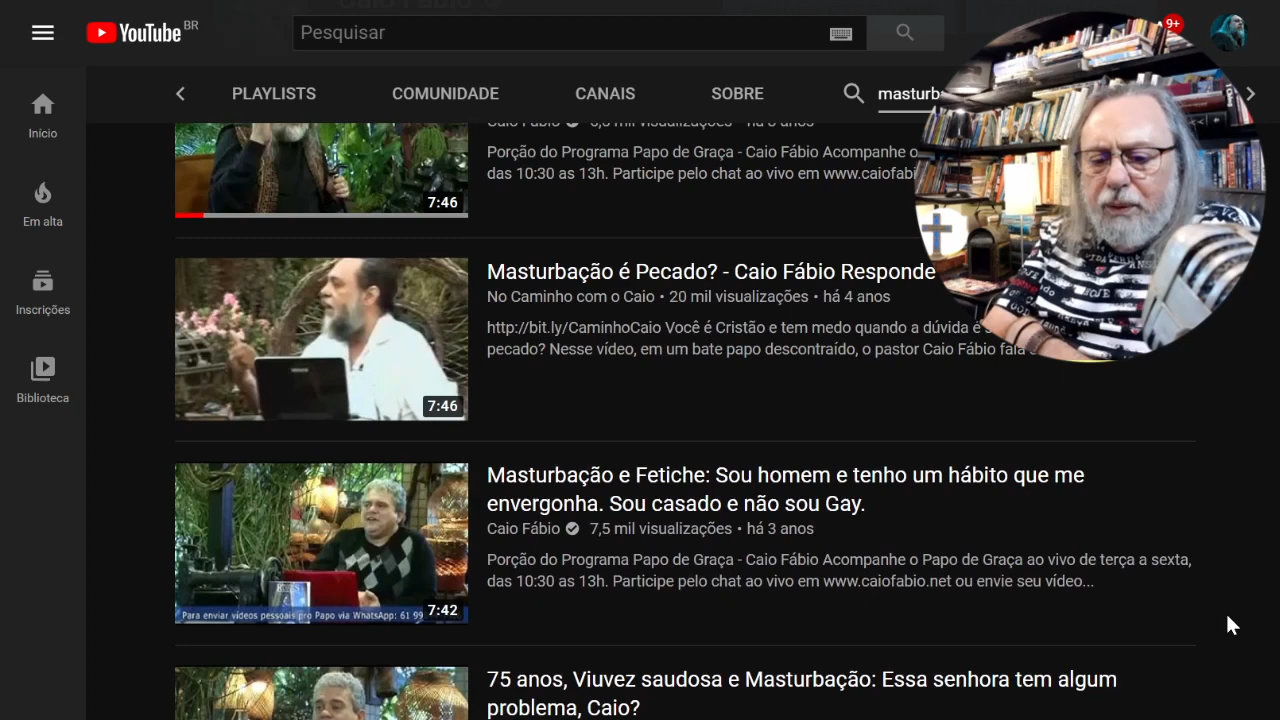 YouTube BR
Pesquisar
9+
PLAYLISTS COMUNIDADE CANAIS SOBRE masturb
Início
Em alta
Inscrições
Biblioteca
Caio Fábio
7:46
Porção do Programa Papo de Graça - Caio Fábio Acompanhe o
das 10:30 as 13h. Participe pelo chat ao vivo em www.caiofabi
Masturbação é Pecado? - Caio Fábio Responde
No Caminho com o Caio • 20 mil visualizações • há 4 anos
http://bit.ly/CaminhoCaio Você é Cristão e tem medo quando a dúvida é
pecado? Nesse vídeo, em um bate papo descontraído, o pastor Caio Fábio fala
7:46
Masturbação e Fetiche: Sou homem e tenho um hábito que me
envergonha. Sou casado e não sou Gay.
Caio Fábio 7,5 mil visualizações • há 3 anos
Porção do Programa Papo de Graça - Caio Fábio Acompanhe o Papo de Graça ao vivo de terça a sexta,
das 10:30 as 13h. Participe pelo chat ao vivo em www.caiofabio.net ou envie seu vídeo...
Para enviar vídeos pessoais pro Papo via WhatsApp: 61 99
7:42
75 anos, Viuvez saudosa e Masturbação: Essa senhora tem algum
problema, Caio?